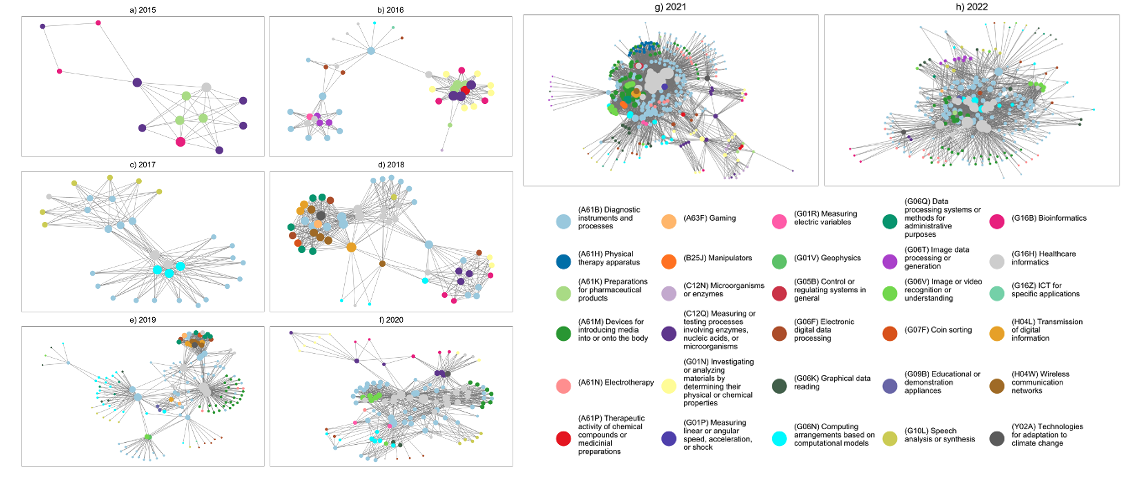 a) 2015
b) 2016
c) 2017
d) 2018
e) 2019
f) 2020
g) 2021
h) 2022
(A61B) Diagnostic
instruments and
processes
(A61H) Physical
therapy apparatus
(A61K) Preparations
for pharmaceutical
products
(A61M) Devices for
introducing media
into or onto the body
(A61N) Electrotherapy
(A61P) Therapeutic
activity of chemical
compounds or
medicinial
preparations
(A63F) Gaming
(B25J) Manipulators
(C12N) Microorganisms
or enzymes
(C12Q) Measuring or
testing processes
involving enzymes,
nucleic acids, or
microorganisms
(G01N) Investigating
or analyzing
materials by
determining their
physical or chemical
properties
(G01P) Measuring
linear or angular
speed, acceleration,
or shock
(G01R) Measuring
electric variables
(G01V) Geophysics
(G05B) Control or
regulating systems in
general
(G06F) Electronic
digital data
processing
(G06K) Graphical data
reading
(G06N) Computing
arrangements based on
computational models
(G06Q) Data
processing systems or
methods for
administrative
purposes
(G06T) Image data
processing or
generation
(G06V) Image or video
recognition or
understanding
(G07F) Coin sorting
(G09B) Educational or
demonstration
appliances
(G10L) Speech
analysis or synthesis
(G16B) Bioinformatics
(G16H) Healthcare
informatics
(G16Z) ICT for
specific applications
(H04L) Transmission
of digital
information
(H04W) Wireless
communication
networks
(Y02A) Technologies
for adaptation to
climate change